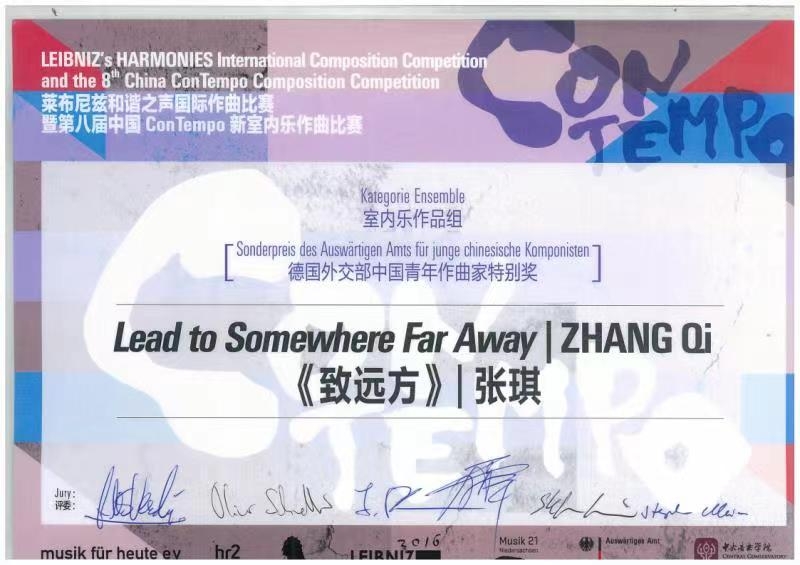 LEIBNIZ's HARMONIES International Composition Competition
and the 8th China ConTempo Composition Competition
莱布尼兹和谐之声国际作曲比赛
暨第八届中国 ConTempo 新室内乐作曲比赛
CON
TEMPO
Kategorie Ensemble
室内乐作品组
Sonderpreis des Auswärtigen Amts für junge chinesische Komponisten
德国外交部中国青年作曲家特别奖
Lead to Somewhere Far Away | ZHANG Qi
《致远方》| 张琪
CON
TEMPO
Jury:
评委:
musik für heute e.V.
hr2
LEIBNIZ
2016
Musik 21
Niedersachsen
Auswärtiges Amt
中央音乐学院
CENTRAL CONSERVATORY